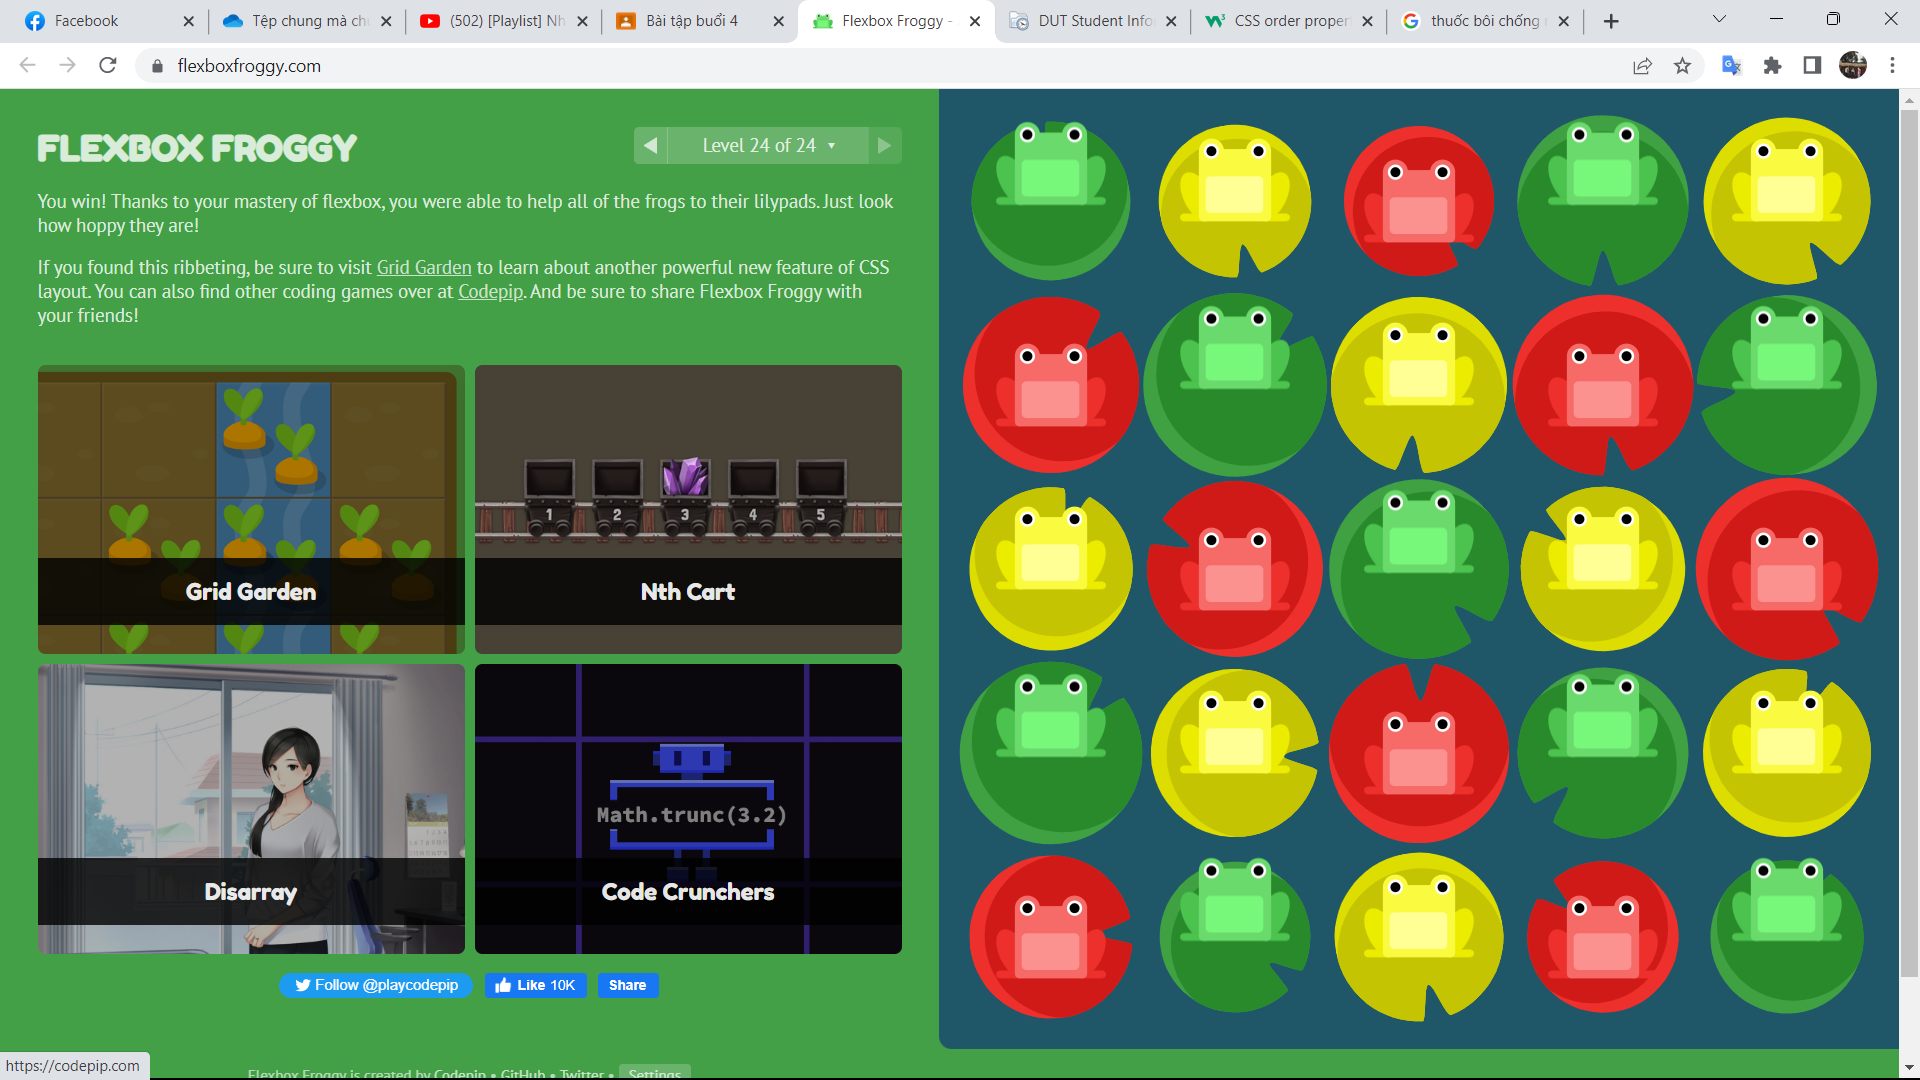 Facebook
Tệp chung mà ch
(502) [Playlist] Nh
Bài tập buổi 4
Flexbox Froggy -
DUT Student Info
CSS order proper
thuốc bôi chống
flexboxfroggy.com
FLEXBOX FROGGY
Level 24 of 24
You win! Thanks to your mastery of flexbox, you were able to help all of the frogs to their lilypads. Just look
how hoppy they are!
If you found this ribbeting, be sure to visit Grid Garden to learn about another powerful new feature of CSS
layout. You can also find other coding games over at Codepip. And be sure to share Flexbox Froggy with
your friends!
1 2 3 4 5
Grid Garden
Nth Cart
Math.trunc(3.2)
Disarray
Code Crunchers
Follow @playcodepip
Like 10K
Share
https://codepip.com
Flexbox Froggy is created by Codepip • GitHub • Twitter •
Settings